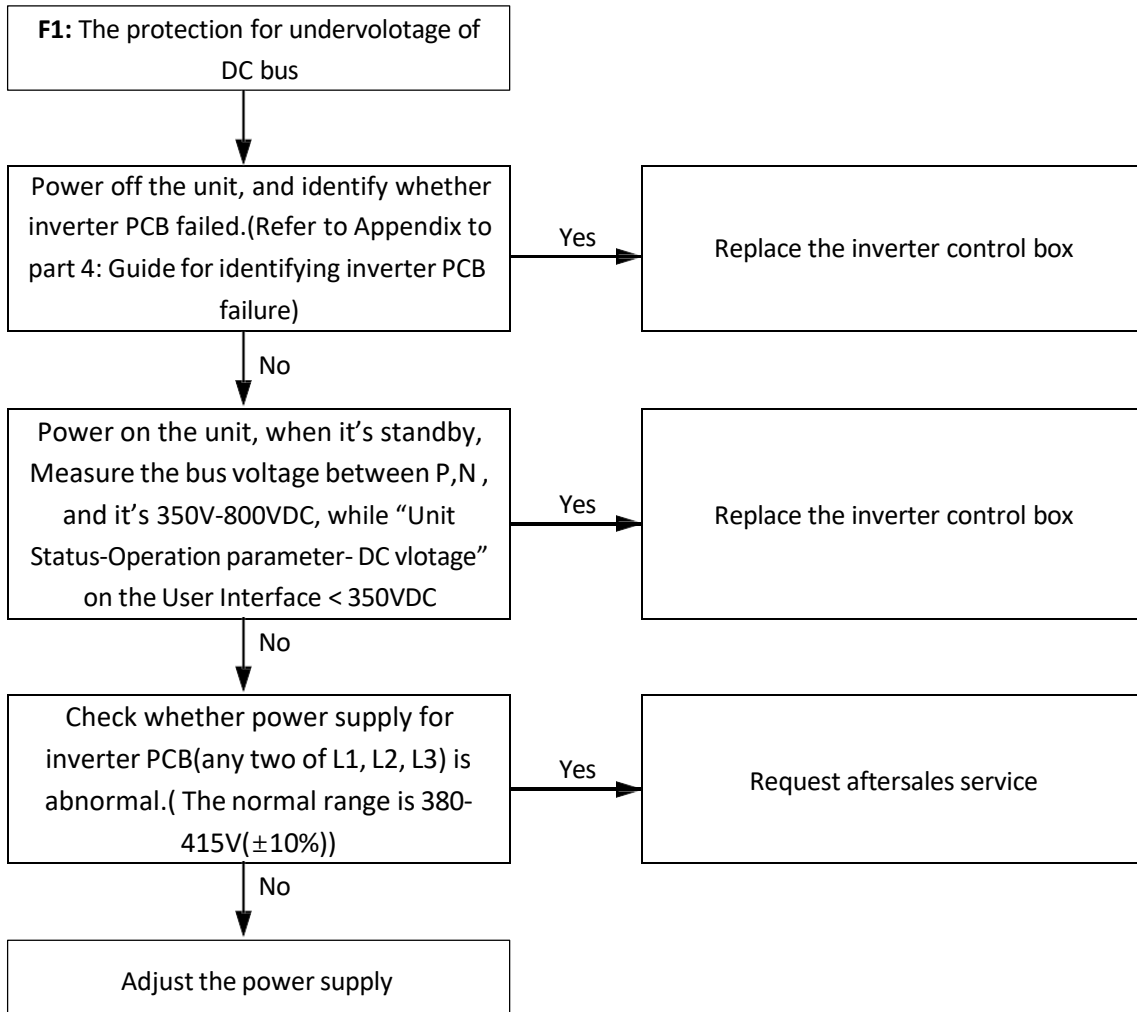 F1: The protection for undervolotage of
DC bus
Power off the unit, and identify whether
inverter PCB failed.(Refer to Appendix to
part 4: Guide for identifying inverter PCB
failure)
Yes
Replace the inverter control box
No
Power on the unit, when it’s standby,
Measure the bus voltage between P,N ,
and it’s 350V-800VDC, while “Unit
Status-Operation parameter- DC vlotage”
on the User Interface < 350VDC
Yes
Replace the inverter control box
No
Check whether power supply for
inverter PCB(any two of L1, L2, L3) is
abnormal.( The normal range is 380-
415V(±10%))
Yes
Request aftersales service
No
Adjust the power supply